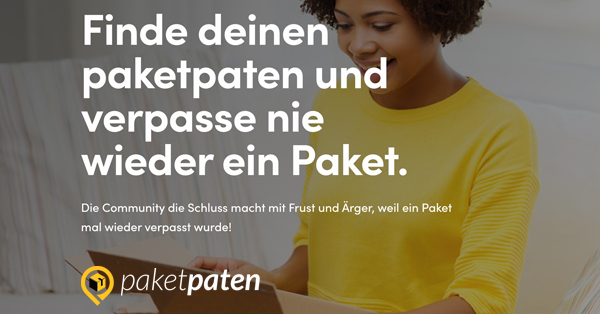 Finde deinen
paketpaten und
verpasse nie
wieder ein Paket.
Die Community die Schluss macht mit Frust und Ärger, weil ein Paket
mal wieder verpasst wurde!
paketpaten